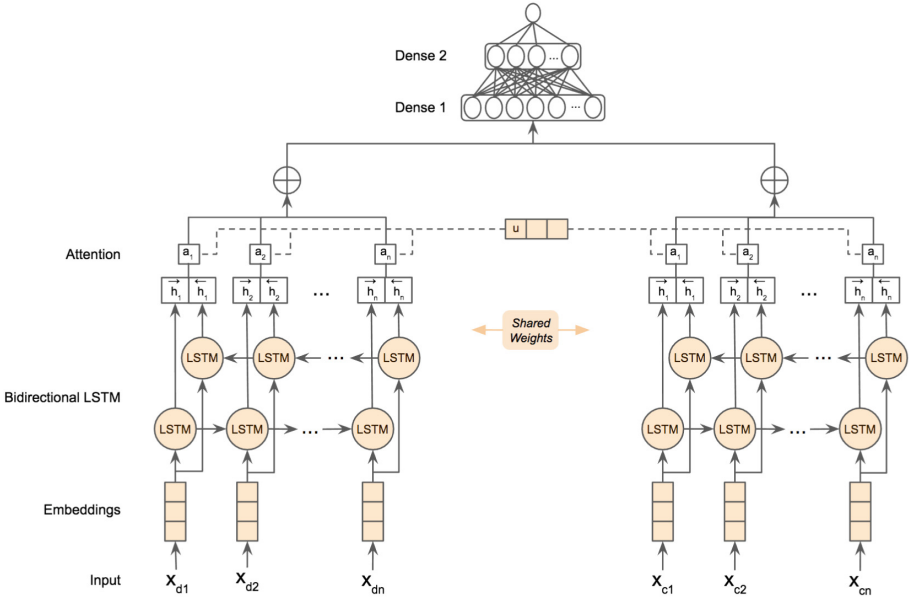 Dense 2
...
Dense 1
...
u
Attention
a1 a2 an a1 a2 an
h1 h1 h2 h2 ... hn hn h1 h1 h2 h2 ... hn hn
Shared
Weights
LSTM LSTM ... LSTM LSTM LSTM ... LSTM
Bidirectional LSTM
LSTM LSTM ... LSTM LSTM LSTM ... LSTM
Embeddings
Input Xd1 Xd2 Xdn Xc1 Xc2 Xcn